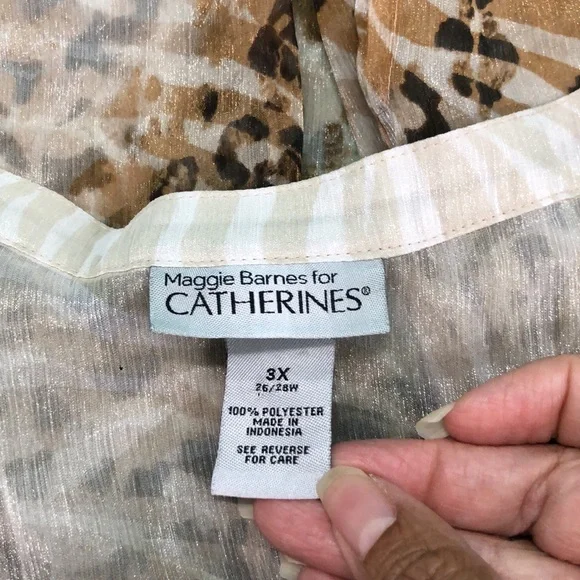 Maggie Barnes for
CATHERINES®
3X
26/28W
100% POLYESTER
MADE IN
INDONESIA
SEE REVERSE
FOR CARE